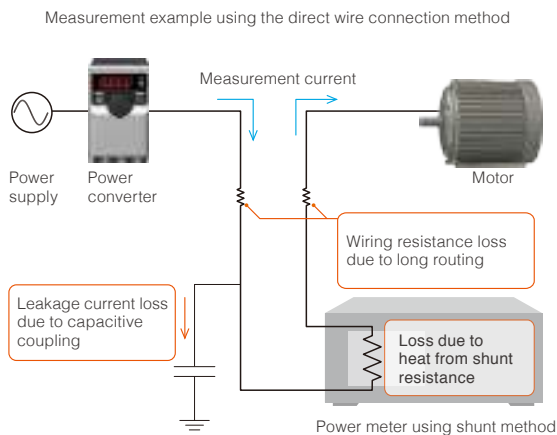 Measurement example using the direct wire connection method
Measurement current
Power
supply
Power
converter
Motor
Wiring resistance loss
due to long routing
Leakage current loss
due to capacitive
coupling
Loss due to
heat from shunt
resistance
Power meter using shunt method